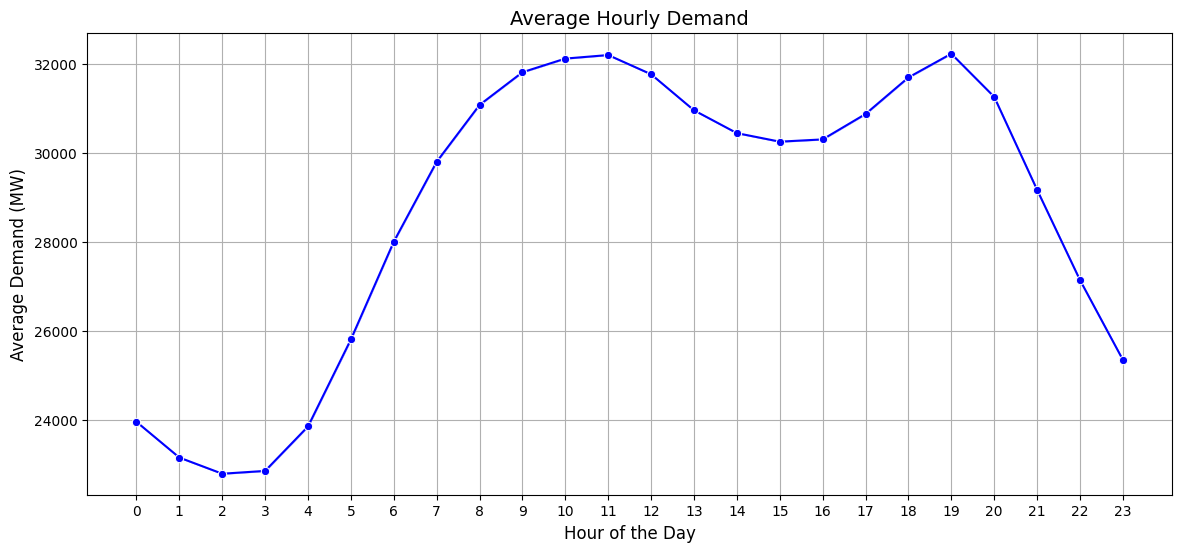 Average Hourly Demand
Average Demand (MW)
32000
30000
28000
26000
24000
0 1 2 3 4 5 6 7 8 9 10 11 12 13 14 15 16 17 18 19 20 21 22 23
Hour of the Day